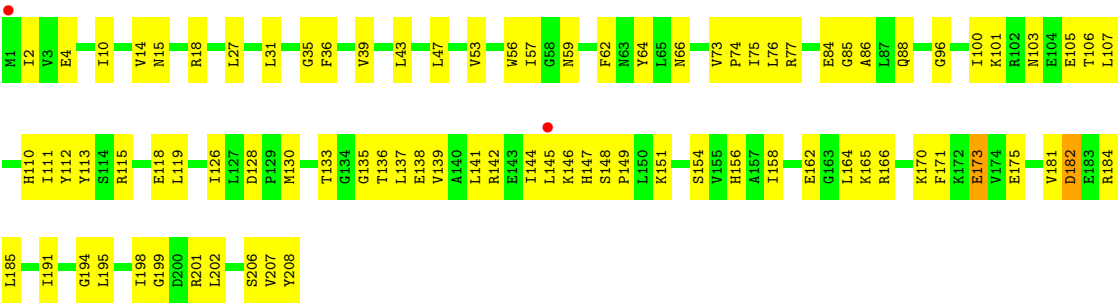 M1 I2 V3 E4 I10 V14 N15 R18 L27 L31 G35 F36 V39 L43 L47 V53 W56 I57 G58 N59 F62 N63 Y64 L65 N66 V73 P74 I75 L76 R77 E84 G85 A86 L87 Q88 G96 I100 K101 R102 N103 E104 E105 T106 L107
H110 I111 Y112 Y113 S114 R115 E118 L119 I126 L127 D128 P129 M130 T133 G134 G135 T136 L137 E138 V139 A140 L141 R142 E143 I144 L145 K146 H147 S148 P149 L150 K151 S154 V155 H156 A157 I158 E162 G163 L164 K165 R166 K170 F171 K172 E173 V174 E175 V181 D182 E183 R184
L185 I191 G194 L195 I198 G199 D200 R201 L202 S206 V207 Y208